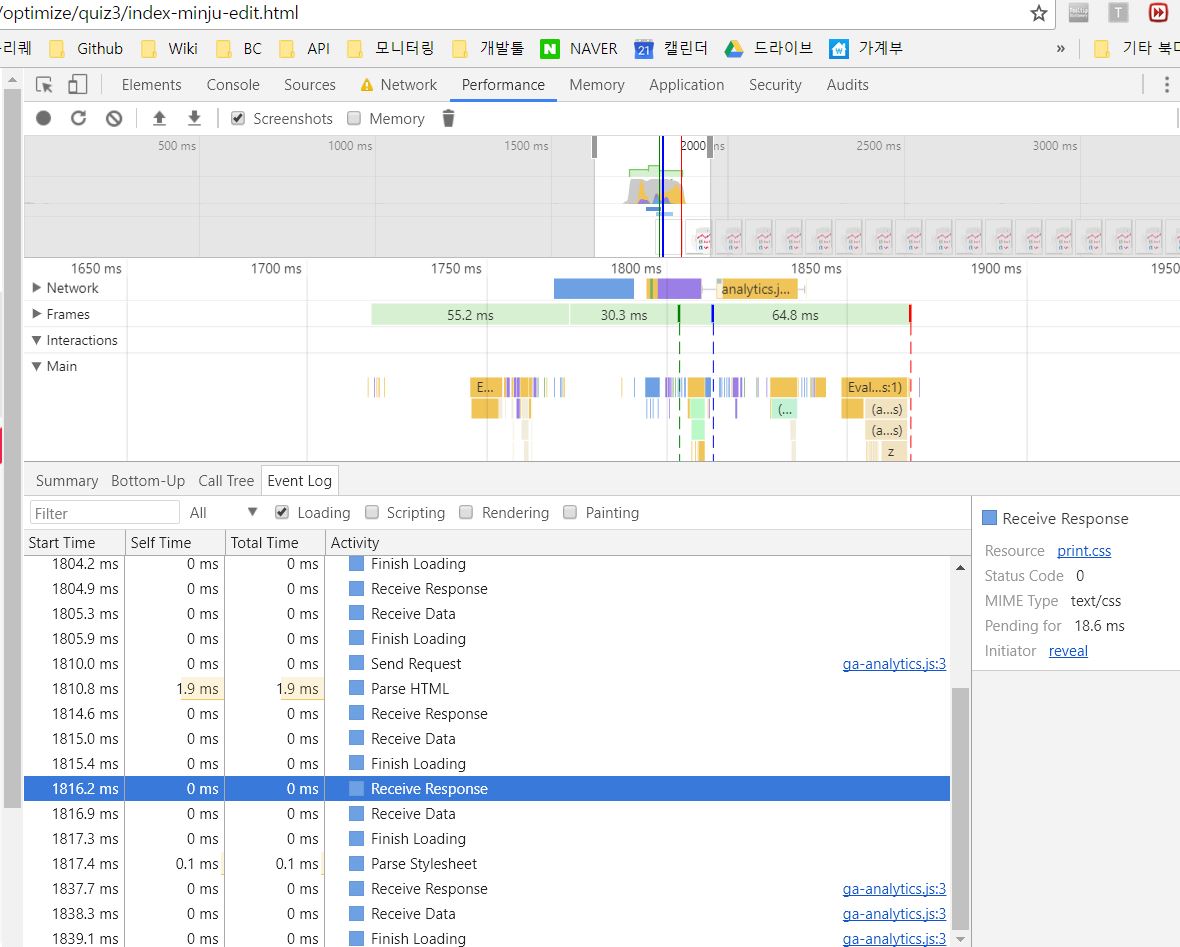 /optimize/quiz3/index-minju-edit.html
리퀘 Github Wiki BC API 모니터링 개발툴 NAVER 21 캘린더 드라이브 가계부 » 기타 북마
Elements Console Sources Network Performance Memory Application Security Audits
Screenshots Memory
500 ms 1000 ms 1500 ms 2000 ms 2500 ms 3000 ms
1650 ms 1700 ms 1750 ms 1800 ms 1850 ms 1900 ms 1950
Network analytics.j...
Frames 55.2 ms 30.3 ms 64.8 ms
Interactions
Main
E... Eval...s:1)
(... (a...s)
(a...s)
z
Summary Bottom-Up Call Tree Event Log
Filter All Loading Scripting Rendering Painting
Start Time Self Time Total Time Activity
1804.2 ms 0 ms 0 ms Finish Loading
1804.9 ms 0 ms 0 ms Receive Response
1805.3 ms 0 ms 0 ms Receive Data
1805.9 ms 0 ms 0 ms Finish Loading
1810.0 ms 0 ms 0 ms Send Request ga-analytics.js:3
1810.8 ms 1.9 ms 1.9 ms Parse HTML
1814.6 ms 0 ms 0 ms Receive Response
1815.0 ms 0 ms 0 ms Receive Data
1815.4 ms 0 ms 0 ms Finish Loading
1816.2 ms 0 ms 0 ms Receive Response
1816.9 ms 0 ms 0 ms Receive Data
1817.3 ms 0 ms 0 ms Finish Loading
1817.4 ms 0.1 ms 0.1 ms Parse Stylesheet
1837.7 ms 0 ms 0 ms Receive Response ga-analytics.js:3
1838.3 ms 0 ms 0 ms Receive Data ga-analytics.js:3
1839.1 ms 0 ms 0 ms Finish Loading ga-analytics.js:3
Receive Response
Resource print.css
Status Code 0
MIME Type text/css
Pending for 18.6 ms
Initiator reveal